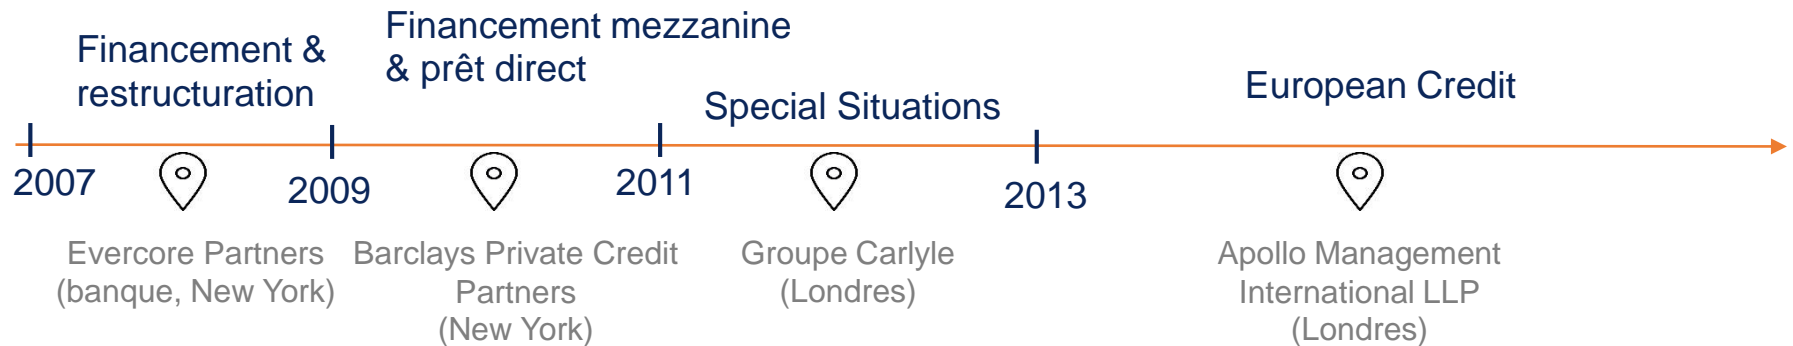 Financement &
restructuration
Financement mezzanine
& prêt direct
Special Situations
European Credit
2007
2009
2011
2013
Evercore Partners
(banque, New York)
Barclays Private Credit
Partners
(New York)
Groupe Carlyle
(Londres)
Apollo Management
International LLP
(Londres)